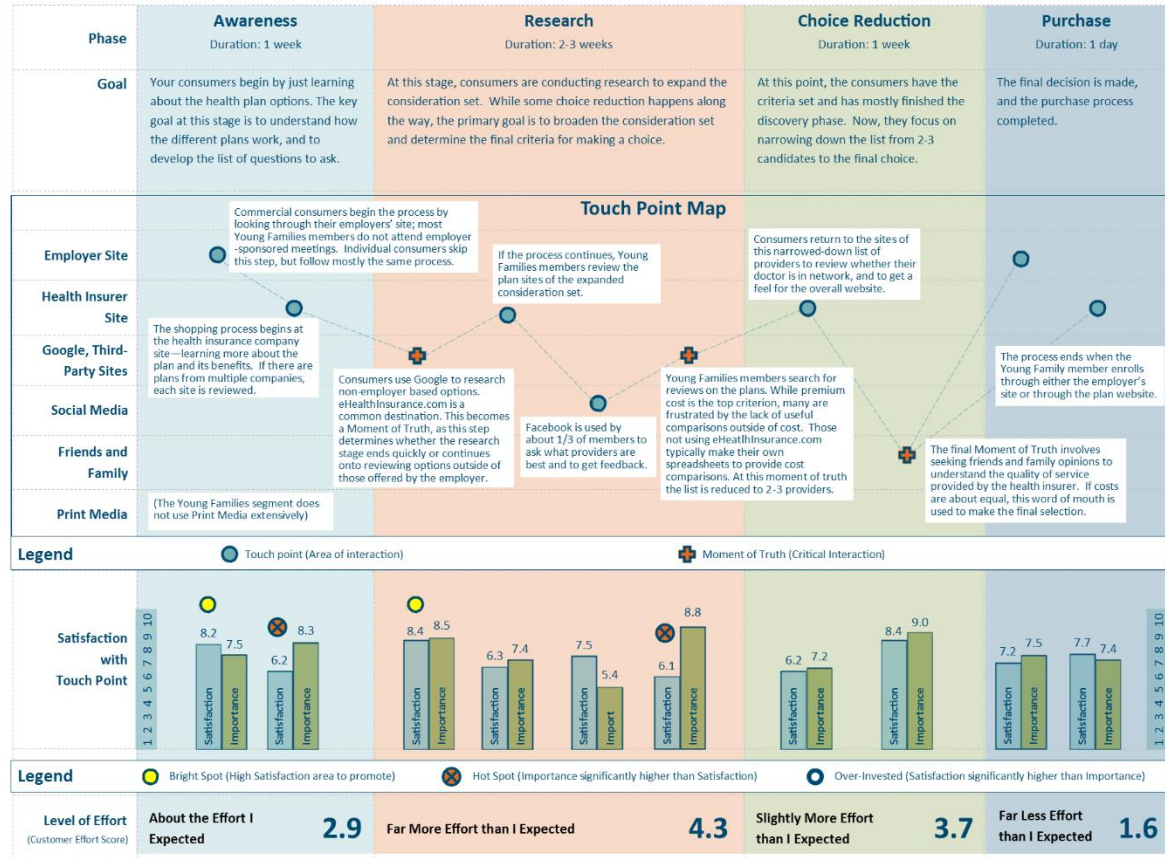 Phase
Awareness
Duration: 1 week
Research
Duration: 2-3 weeks
Choice Reduction
Duration: 1 week
Purchase
Duration: 1 day
Goal
Your consumers begin by just learning
about the health plan options. The key
goal at this stage is to understand how
the different plans work, and to
develop the list of questions to ask.
At this stage, consumers are conducting research to expand the
consideration set. While some choice reduction happens along
the way, the primary goal is to broaden the consideration set
and determine the final criteria for making a choice.
At this point, the consumers have the
criteria set and has mostly finished the
discovery phase. Now, they focus on
narrowing down the list from 2-3
candidates to the final choice.
The final decision is made,
and the purchase process
completed.
Touch Point Map
Employer Site
Health Insurer
Site
Google, Third-
Party Sites
Social Media
Friends and
Family
Print Media
Commercial consumers begin the process by
looking through their employers' site; most
Young Families members do not attend employer
-sponsored meetings. Individual consumers skip
this step, but follow mostly the same process.
The shopping process begins at
the health insurance company
site—learning more about the
plan and its benefits. If there are
plans from multiple companies,
each site is reviewed.
(The Young Families segment does
not use Print Media extensively)
Consumers use Google to research
non-employer based options.
eHealthInsurance.com is a
common destination. This becomes
a Moment of Truth, as this step
determines whether the research
stage ends quickly or continues
onto reviewing options outside of
those offered by the employer.
If the process continues, Young
Families members review the
plan sites of the expanded
consideration set.
Facebook is used by
about 1/3 of members to
ask what providers are
best and to get feedback.
Young Families members search for
reviews on the plans. While premium
cost is the top criterion, many are
frustrated by the lack of useful
comparisons outside of cost. Those
not using eHeatlhInsurance.com
typically make their own
spreadsheets to provide cost
comparisons. At this moment of truth
the list is reduced to 2-3 providers.
Consumers return to the sites of
this narrowed-down list of
providers to review whether their
doctor is in network, and to get a
feel for the overall website.
The final Moment of Truth involves
seeking friends and family opinions to
understand the quality of service
provided by the health insurer. If costs
are about equal, this word of mouth is
used to make the final selection.
The process ends when the
Young Family member enrolls
through either the employer's
site or through the plan website.
Legend
Touch point (Area of interaction)
Moment of Truth (Critical Interaction)
Satisfaction
with
Touch Point
1 2 3 4 5 6 7 8 9 10
8.2
Satisfaction
7.5
Importance
6.2
Satisfaction
8.3
Importance
8.4
Satisfaction
8.5
Importance
6.3
Satisfaction
7.4
Importance
7.5
Satisfaction
5.4
Import
6.1
Satisfaction
8.8
Importance
6.2
Satisfaction
7.2
Importance
8.4
Satisfaction
9.0
Importance
7.2
Satisfaction
7.5
Importance
7.7
Satisfaction
7.4
Importance
1 2 3 4 5 6 7 8 9 10
Legend
Bright Spot (High Satisfaction area to promote)
Hot Spot (Importance significantly higher than Satisfaction)
Over-Invested (Satisfaction significantly higher than Importance)
Level of Effort
(Customer Effort Score)
About the Effort I
Expected
2.9
Far More Effort than I Expected
4.3
Slightly More Effort
than I Expected
3.7
Far Less Effort
than I Expected
1.6